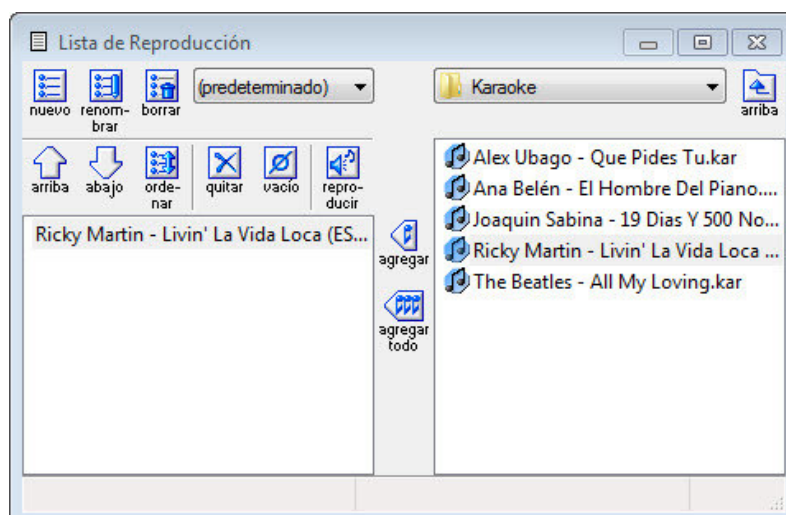 Lista de Reproducción
nuevo
renom-
brar
borrar
(predeterminado)
Karaoke
arriba
arriba
abajo
orde-
nar
quitar
vacío
repro-
ducir
Ricky Martin - Livin' La Vida Loca (ES...
agregar
agregar
todo
Alex Ubago - Que Pides Tu.kar
Ana Belén - El Hombre Del Piano....
Joaquin Sabina - 19 Dias Y 500 No...
Ricky Martin - Livin' La Vida Loca ...
The Beatles - All My Loving.kar